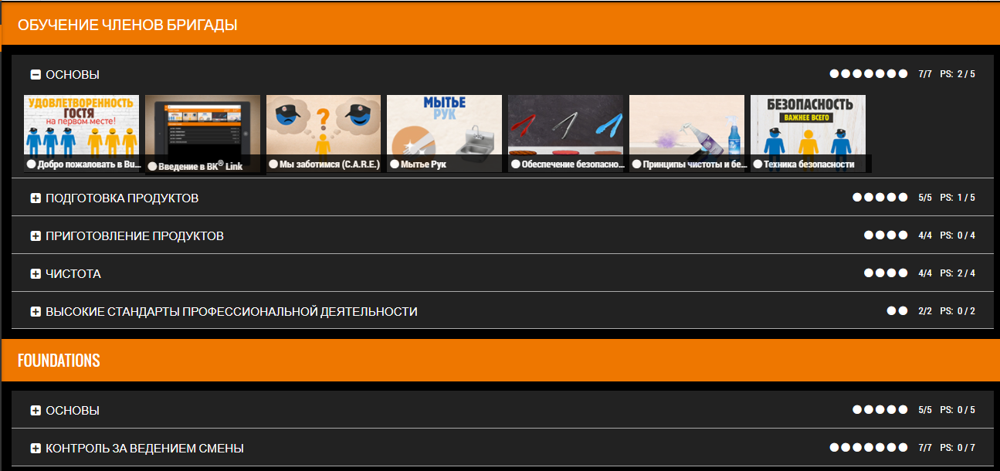 ОБУЧЕНИЕ ЧЛЕНОВ БРИГАДЫ
ОСНОВЫ
7/7 PS: 2 / 5
УДОВЛЕТВОРЕННОСТЬ
ГОСТЯ
на первом месте!
Добро пожаловать в Bu...
Введение в BK® Link
?
Мы заботимся (C.A.R.E.)
МЫТЬЕ
РУК
Мытье Рук
Обеспечение безопасно...
Принципы чистоты и бе...
БЕЗОПАСНОСТЬ
ВАЖНЕЕ ВСЕГО
Техника безопасности
ПОДГОТОВКА ПРОДУКТОВ
5/5 PS: 1 / 5
ПРИГОТОВЛЕНИЕ ПРОДУКТОВ
4/4 PS: 0 / 4
ЧИСТОТА
4/4 PS: 2 / 4
ВЫСОКИЕ СТАНДАРТЫ ПРОФЕССИОНАЛЬНОЙ ДЕЯТЕЛЬНОСТИ
2/2 PS: 0 / 2
FOUNDATIONS
ОСНОВЫ
5/5 PS: 0 / 5
КОНТРОЛЬ ЗА ВЕДЕНИЕМ СМЕНЫ
7/7 PS: 0 / 7